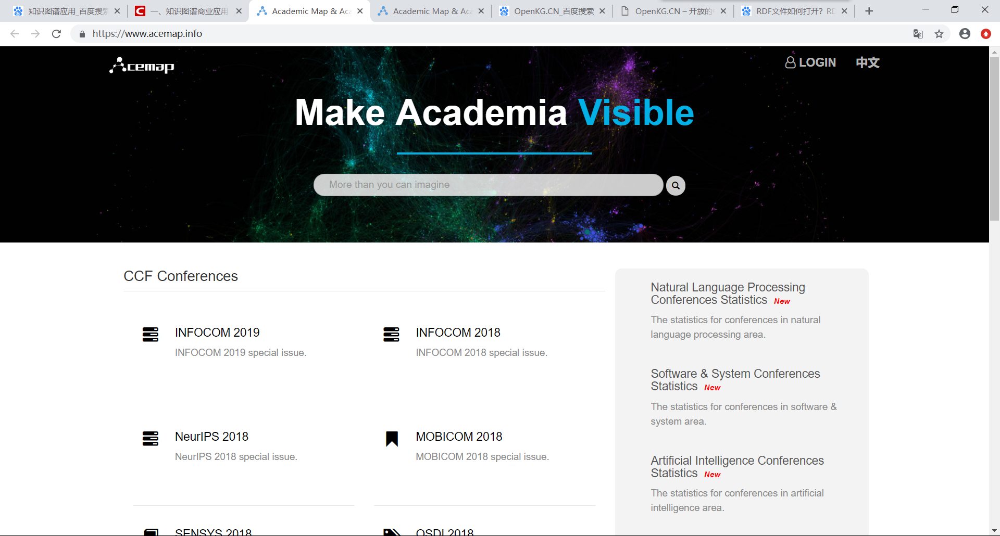 知识图谱应用_百度搜索
一、知识图谱商业应用
Academic Map & Aca
Academic Map & Aca
OpenKG.CN_百度搜索
OpenKG.CN – 开放的
RDF文件如何打开？RD
https://www.acemap.info
Acemap
LOGIN
中文
Make Academia Visible
More than you can imagine
CCF Conferences
INFOCOM 2019
INFOCOM 2019 special issue.
INFOCOM 2018
INFOCOM 2018 special issue.
NeurIPS 2018
NeurIPS 2018 special issue.
MOBICOM 2018
MOBICOM 2018 special issue.
SENSYS 2018
OSDI 2018
Natural Language Processing
Conferences Statistics New
The statistics for conferences in natural
language processing area.
Software & System Conferences
Statistics New
The statistics for conferences in software &
system area.
Artificial Intelligence Conferences
Statistics New
The statistics for conferences in artificial
intelligence area.